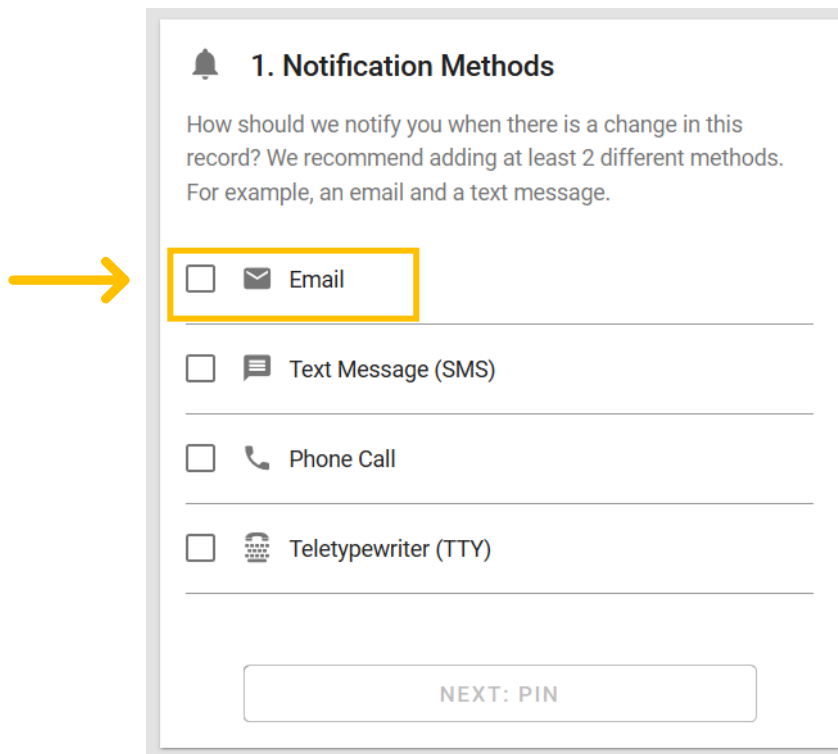 1. Notification Methods
How should we notify you when there is a change in this
record? We recommend adding at least 2 different methods.
For example, an email and a text message.
Email
Text Message (SMS)
Phone Call
Teletypewriter (TTY)
NEXT: PIN